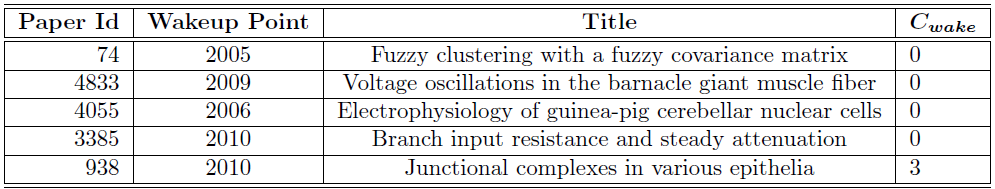 Paper Id Wakeup Point Title C_wake
74 2005 Fuzzy clustering with a fuzzy covariance matrix 0
4833 2009 Voltage oscillations in the barnacle giant muscle fiber 0
4055 2006 Electrophysiology of guinea-pig cerebellar nuclear cells 0
3385 2010 Branch input resistance and steady attenuation 0
938 2010 Junctional complexes in various epithelia 3